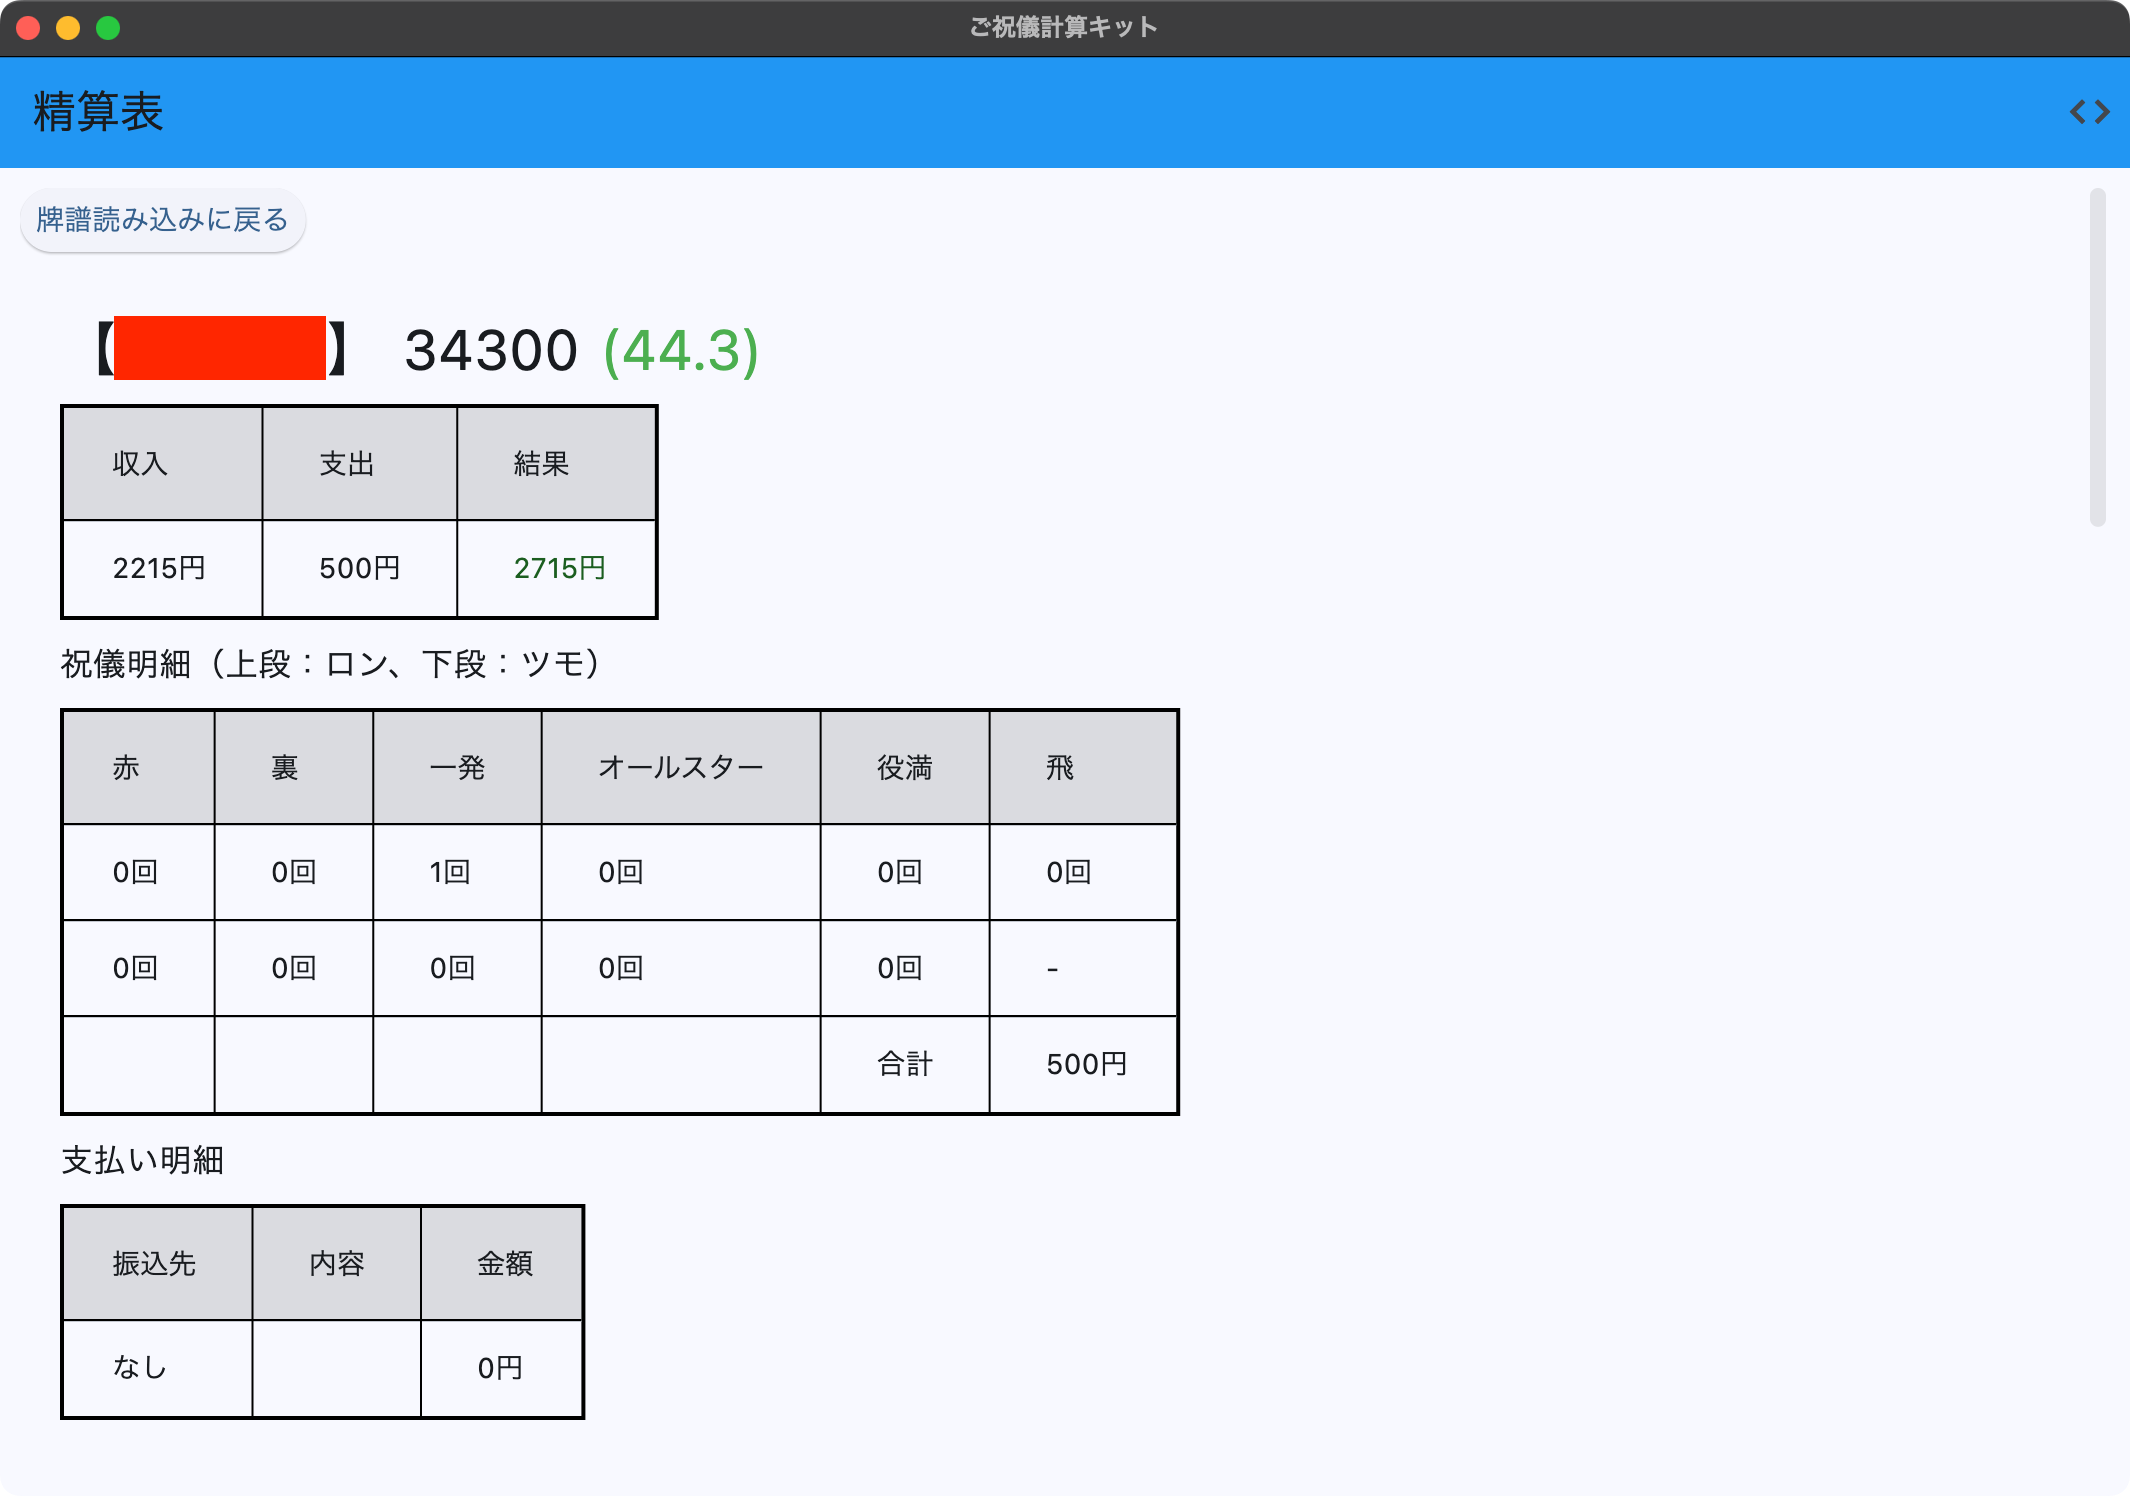 ご祝儀計算キット
精算表
牌譜読み込みに戻る
【 】 34300 (44.3)
収入 支出 結果
2215円 500円 2715円
祝儀明細（上段：ロン、下段：ツモ）
赤 裏 一発 オールスター 役満 飛
0回 0回 1回 0回 0回 0回
0回 0回 0回 0回 0回 -
合計 500円
支払い明細
振込先 内容 金額
なし 0円